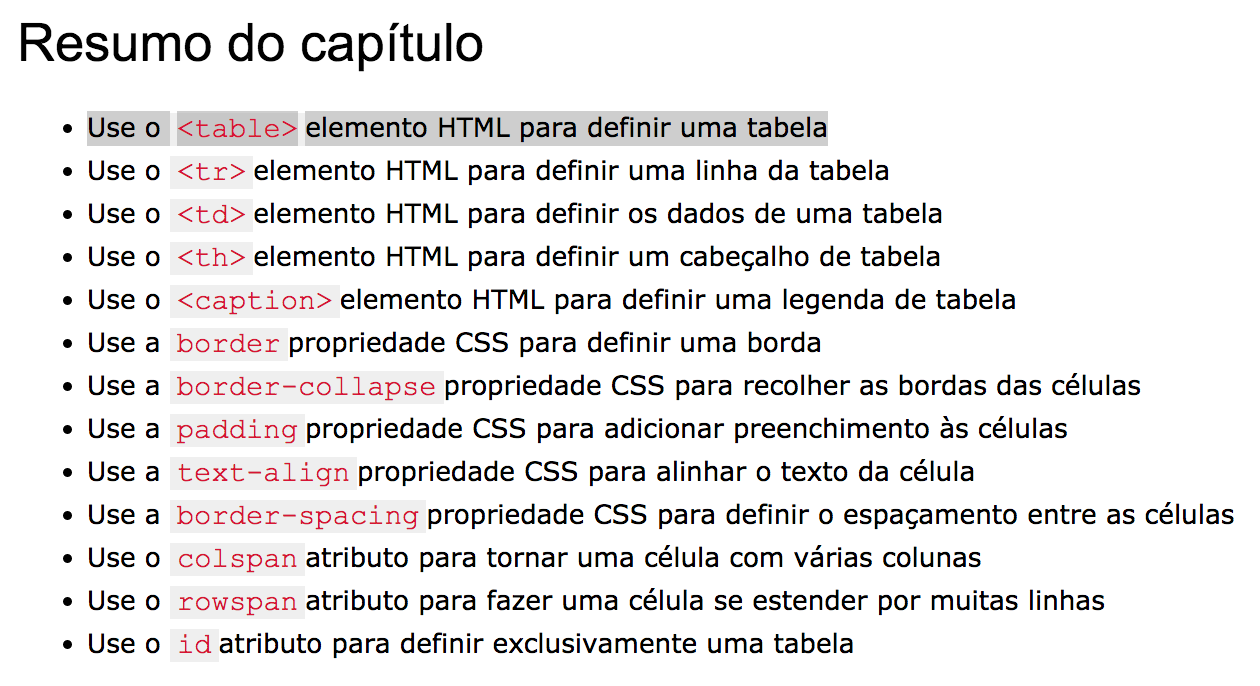 Resumo do capítulo
• Use o <table> elemento HTML para definir uma tabela
• Use o <tr> elemento HTML para definir uma linha da tabela
• Use o <td> elemento HTML para definir os dados de uma tabela
• Use o <th> elemento HTML para definir um cabeçalho de tabela
• Use o <caption> elemento HTML para definir uma legenda de tabela
• Use a border propriedade CSS para definir uma borda
• Use a border-collapse propriedade CSS para recolher as bordas das células
• Use a padding propriedade CSS para adicionar preenchimento às células
• Use a text-align propriedade CSS para alinhar o texto da célula
• Use a border-spacing propriedade CSS para definir o espaçamento entre as células
• Use o colspan atributo para tornar uma célula com várias colunas
• Use o rowspan atributo para fazer uma célula se estender por muitas linhas
• Use o id atributo para definir exclusivamente uma tabela